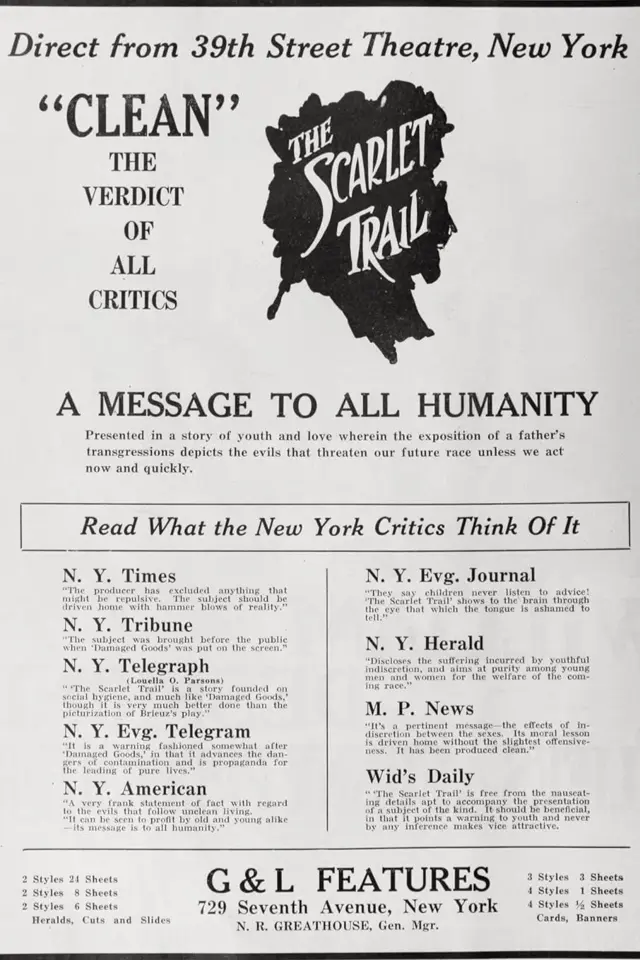 Direct from 39th Street Theatre, New York
"CLEAN"
THE
VERDICT
OF
ALL
CRITICS
THE
SCARLET
TRAIL
A MESSAGE TO ALL HUMANITY
Presented in a story of youth and love wherein the exposition of a father's
transgressions depicts the evils that threaten our future race unless we act
now and quickly.
Read What the New York Critics Think Of It
N. Y. Times
"The producer has excluded anything that
might be repulsive. The subject should be
driven home with hammer blows of reality."
N. Y. Tribune
"The subject was brought before the public
when 'Damaged Goods' was put on the screen."
N. Y. Telegraph
(Louella O. Parsons)
" 'The Scarlet Trail' is a story founded on
social hygiene, and much like 'Damaged Goods,'
though it is very much better done than the
picturization of Brieuz's play."
N. Y. Evg. Telegram
"It is a warning fashioned somewhat after
'Damaged Goods,' in that it advances the dan-
gers of contamination and is propaganda for
the leading of pure lives."
N. Y. American
"A very frank statement of fact with regard
to the evils that follow unclean living.
"It can be seen to profit by old and young alike
—its message is to all humanity."
N. Y. Evg. Journal
"They say children never listen to advice!
'The Scarlet Trail' shows to the brain through
the eye that which the tongue is ashamed to
tell."
N. Y. Herald
"Discloses the suffering incurred by youthful
indiscretion, and aims at purity among young
men and women for the welfare of the com-
ing race."
M. P. News
"It's a pertinent message—the effects of in-
discretion between the sexes. Its moral lesson
is driven home without the slightest offensive-
ness. It has been produced clean."
Wid's Daily
" 'The Scarlet Trail' is free from the nauseat-
ing details apt to accompany the presentation
of a subject of the kind. It should be beneficial,
in that it points a warning to youth and never
by any inference makes vice attractive.
2 Styles 24 Sheets
2 Styles 8 Sheets
2 Styles 6 Sheets
Heralds, Cuts and Slides
G & L FEATURES
729 Seventh Avenue, New York
N. R. GREATHOUSE, Gen. Mgr.
3 Styles 3 Sheets
4 Styles 1 Sheets
4 Styles ½ Sheets
Cards, Banners